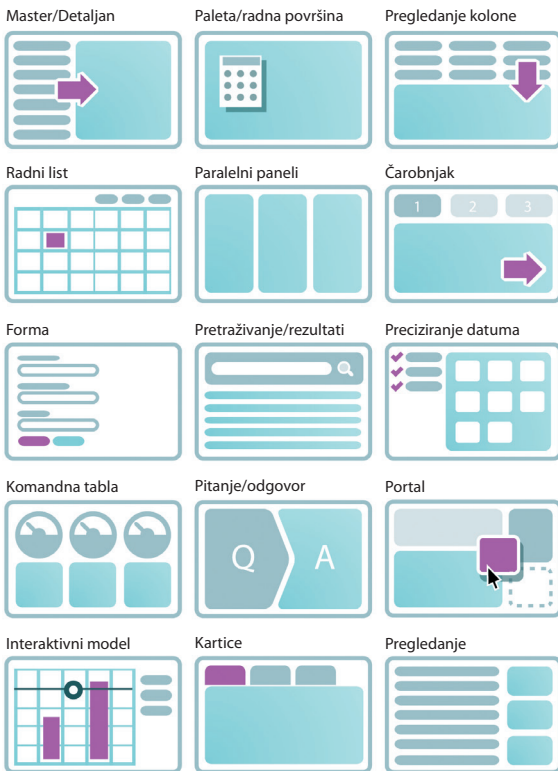 Master/Detaljan
Paleta/radna površina
Pregledanje kolone
Radni list
Paralelni paneli
Čarobnjak
1 2 3
Forma
Pretraživanje/rezultati
Preciziranje datuma
Komandna tabla
Pitanje/odgovor
Portal
Q A
Interaktivni model
Kartice
Pregledanje